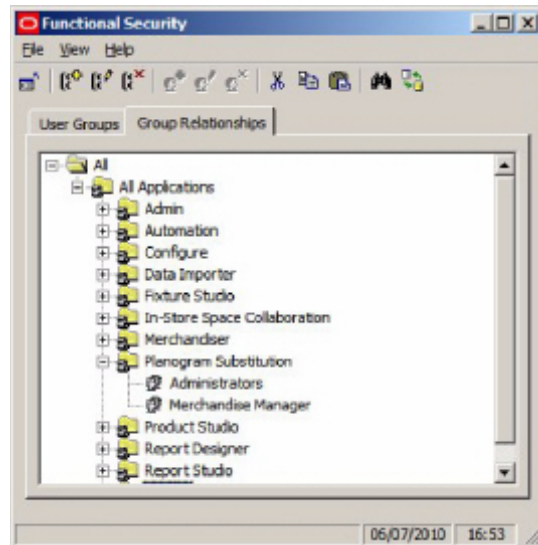 Functional Security
File View Help
User Groups Group Relationships
All
All Applications
Admin
Automation
Configure
Data Importer
Fixture Studio
In-Store Space Collaboration
Merchandiser
Planogram Substitution
Administrators
Merchandise Manager
Product Studio
Report Designer
Report Studio
06/07/2010 16:53